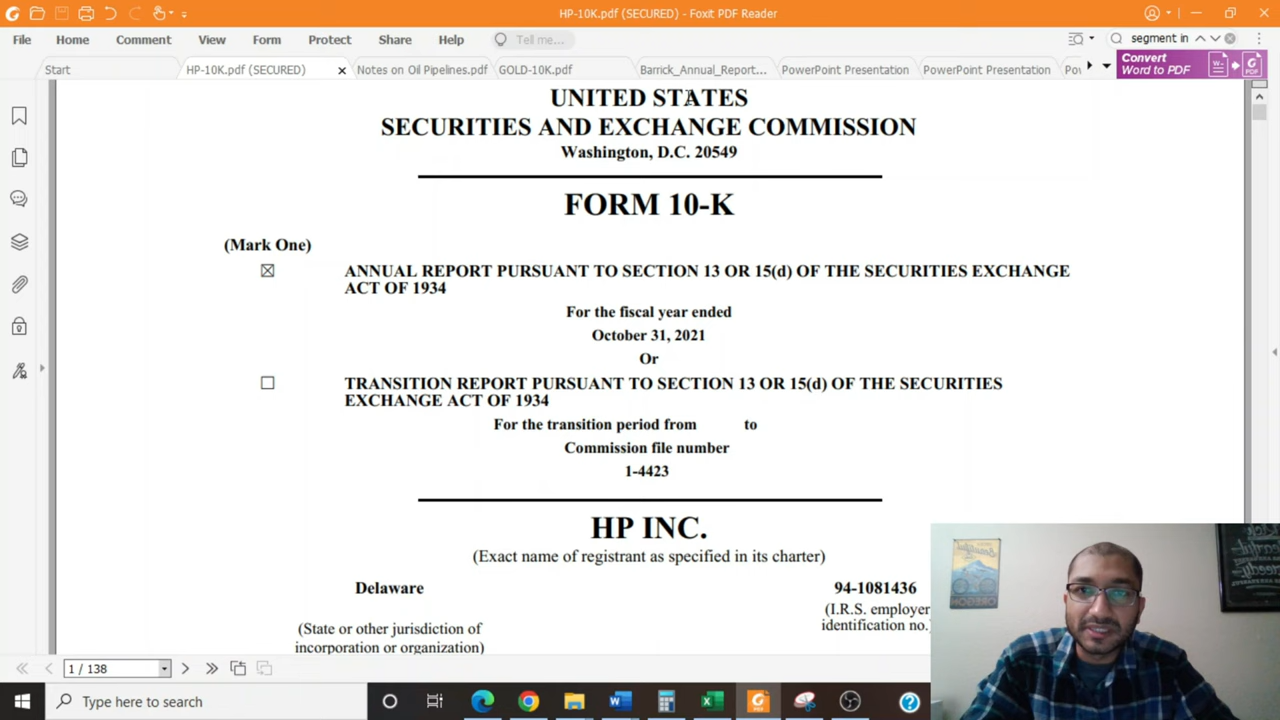 HP-10K.pdf (SECURED) - Foxit PDF Reader
File Home Comment View Form Protect Share Help Tell me... segment in
Start HP-10K.pdf (SECURED) Notes on Oil Pipelines.pdf GOLD-10K.pdf Barrick_Annual_Report... PowerPoint Presentation PowerPoint Presentation Po
Convert
Word to PDF
UNITED STATES
SECURITIES AND EXCHANGE COMMISSION
Washington, D.C. 20549
FORM 10-K
(Mark One)
☒ ANNUAL REPORT PURSUANT TO SECTION 13 OR 15(d) OF THE SECURITIES EXCHANGE
ACT OF 1934
For the fiscal year ended
October 31, 2021
Or
☐ TRANSITION REPORT PURSUANT TO SECTION 13 OR 15(d) OF THE SECURITIES
EXCHANGE ACT OF 1934
For the transition period from to
Commission file number
1-4423
HP INC.
(Exact name of registrant as specified in its charter)
Delaware 94-1081436
(State or other jurisdiction of
incorporation or organization)
(I.R.S. employer
identification no.)
1 / 138
Type here to search
OREGON